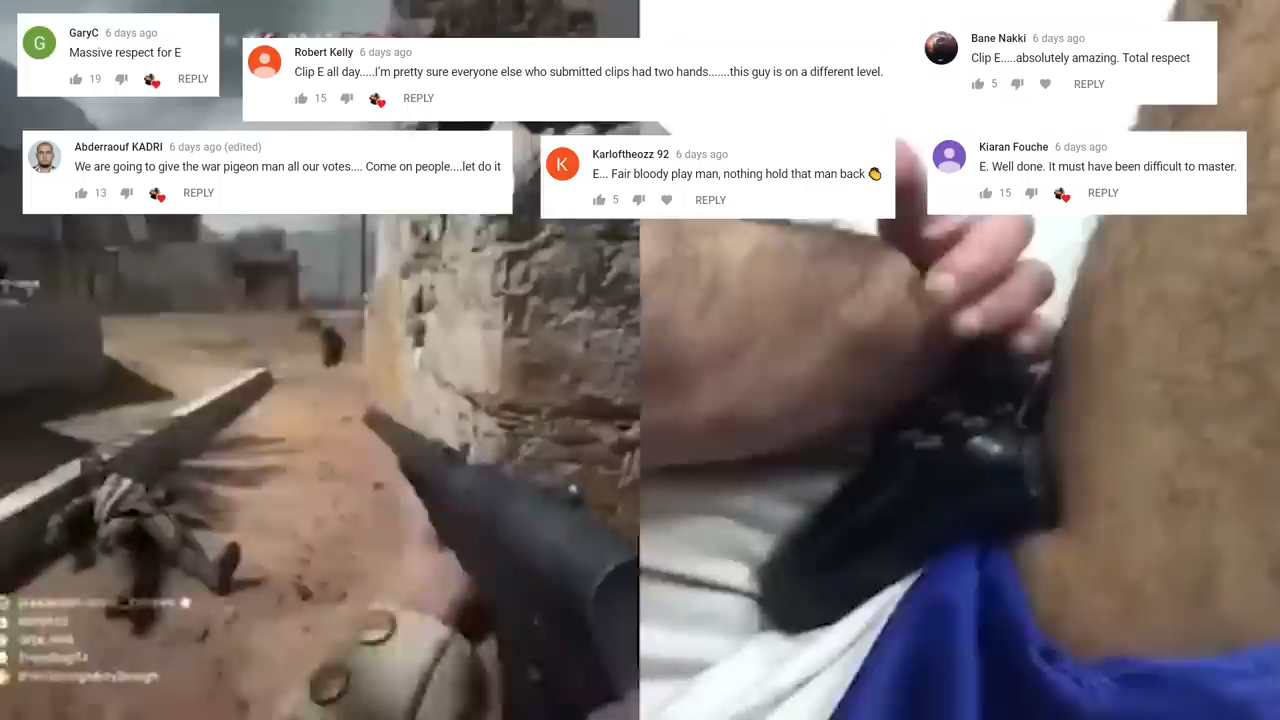 G
GaryC 6 days ago
Massive respect for E
19 REPLY
Robert Kelly 6 days ago
Clip E all day.....I'm pretty sure everyone else who submitted clips had two hands.......this guy is on a different level.
15 REPLY
Bane Nakki 6 days ago
Clip E.....absolutely amazing. Total respect
5 REPLY
Abderraouf KADRI 6 days ago (edited)
We are going to give the war pigeon man all our votes.... Come on people....let do it
13 REPLY
K
Karloftheozz 92 6 days ago
E... Fair bloody play man, nothing hold that man back 👏
5 REPLY
Kiaran Fouche 6 days ago
E. Well done. It must have been difficult to master.
15 REPLY